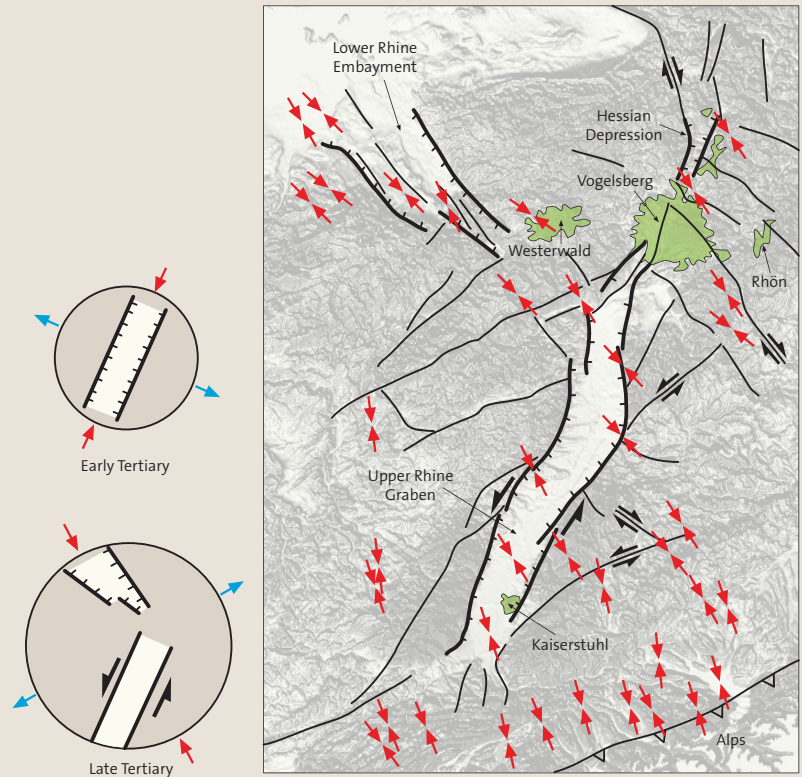 Lower Rhine
Embayment
Hessian
Depression
Vogelsberg
Westerwald
Rhön
Early Tertiary
Upper Rhine
Graben
Kaiserstuhl
Alps
Late Tertiary